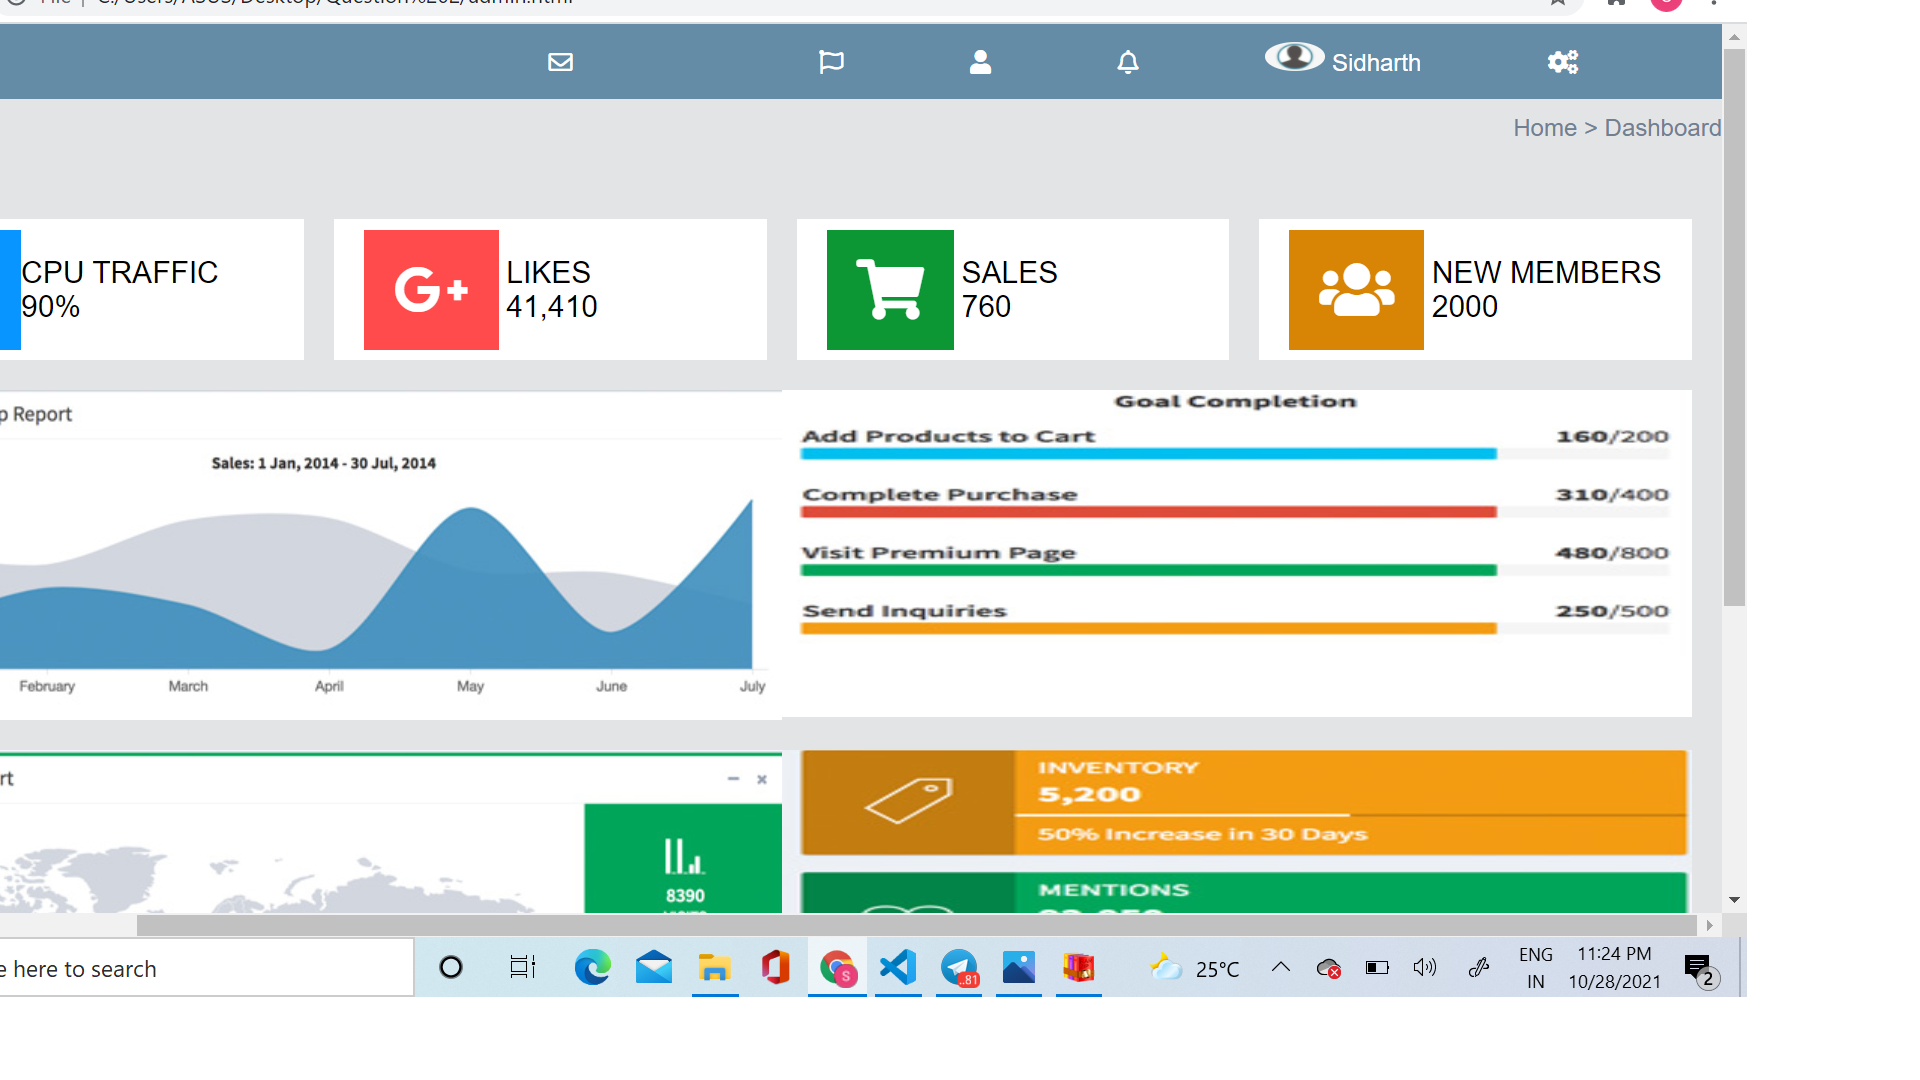 Sidharth
Home > Dashboard
CPU TRAFFIC
90%
G+
LIKES
41,410
SALES
760
NEW MEMBERS
2000
p Report
Sales: 1 Jan, 2014 - 30 Jul, 2014
February March April May June July
Goal Completion
Add Products to Cart 160/200
Complete Purchase 310/400
Visit Premium Page 480/800
Send Inquiries 250/500
rt
8390
INVENTORY
5,200
50% Increase in 30 Days
MENTIONS
e here to search
S
..81
25°C
ENG
IN
11:24 PM
10/28/2021
2